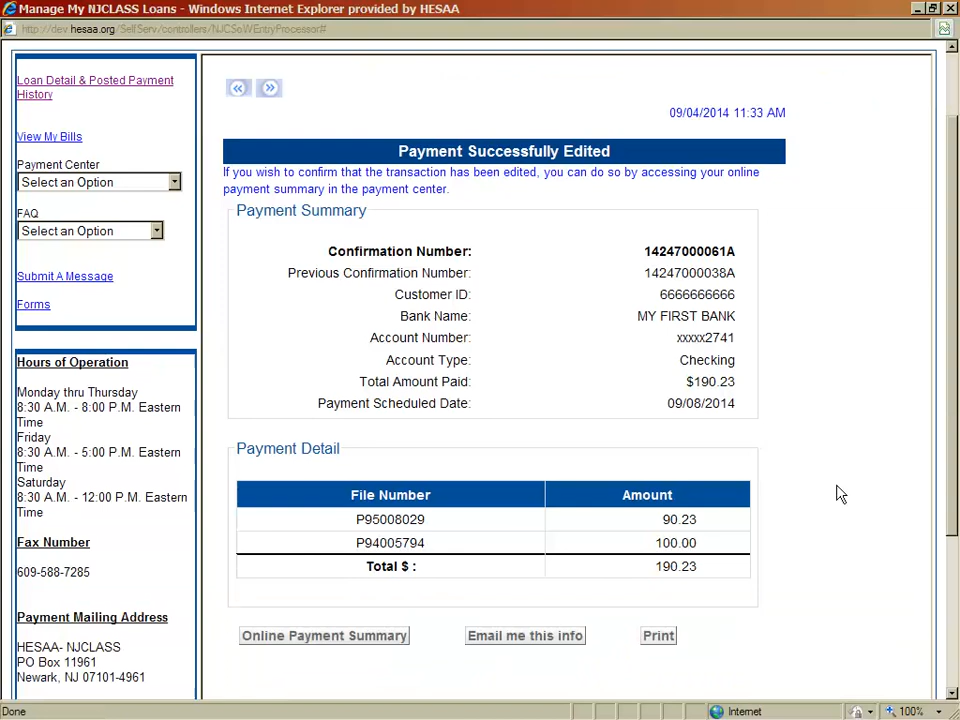 Manage My NJCLASS Loans - Windows Internet Explorer provided by HESAA
http://dev.hesaa.org/SelfServ/controllers/NJCSoWEntryProcessor#
Loan Detail & Posted Payment
History
View My Bills
Payment Center
Select an Option
FAQ
Select an Option
Submit A Message
Forms
Hours of Operation
Monday thru Thursday
8:30 A.M. - 8:00 P.M. Eastern
Time
Friday
8:30 A.M. - 5:00 P.M. Eastern
Time
Saturday
8:30 A.M. - 12:00 P.M. Eastern
Time
Fax Number
609-588-7285
Payment Mailing Address
HESAA- NJCLASS
PO Box 11961
Newark, NJ 07101-4961
09/04/2014 11:33 AM
Payment Successfully Edited
If you wish to confirm that the transaction has been edited, you can do so by accessing your online
payment summary in the payment center.
Payment Summary
Confirmation Number: 14247000061A
Previous Confirmation Number: 14247000038A
Customer ID: 6666666666
Bank Name: MY FIRST BANK
Account Number: xxxxx2741
Account Type: Checking
Total Amount Paid: $190.23
Payment Scheduled Date: 09/08/2014
Payment Detail
File Number Amount
P95008029 90.23
P94005794 100.00
Total $ : 190.23
Online Payment Summary Email me this info Print
Done Internet 100%